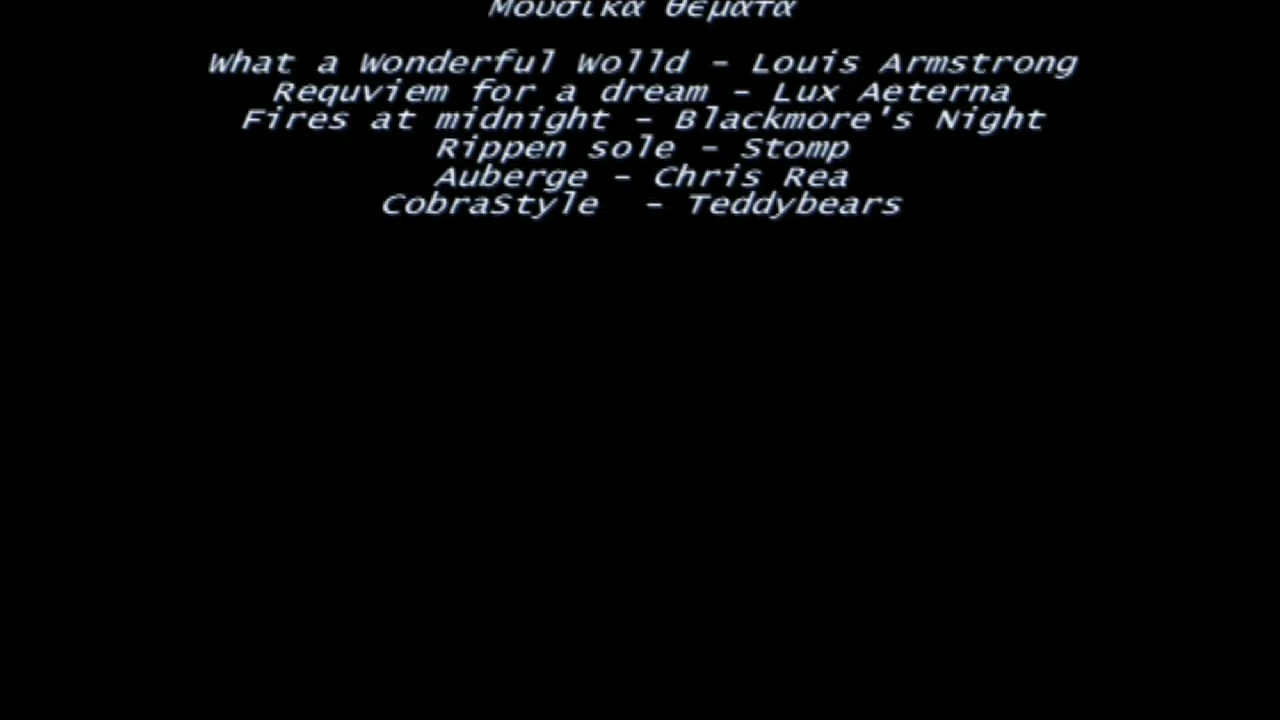 Μουσικά θέματα
What a Wonderful Wolld - Louis Armstrong
Requviem for a dream - Lux Aeterna
Fires at midnight - Blackmore's Night
Rippen sole - Stomp
Auberge - Chris Rea
CobraStyle - Teddybears